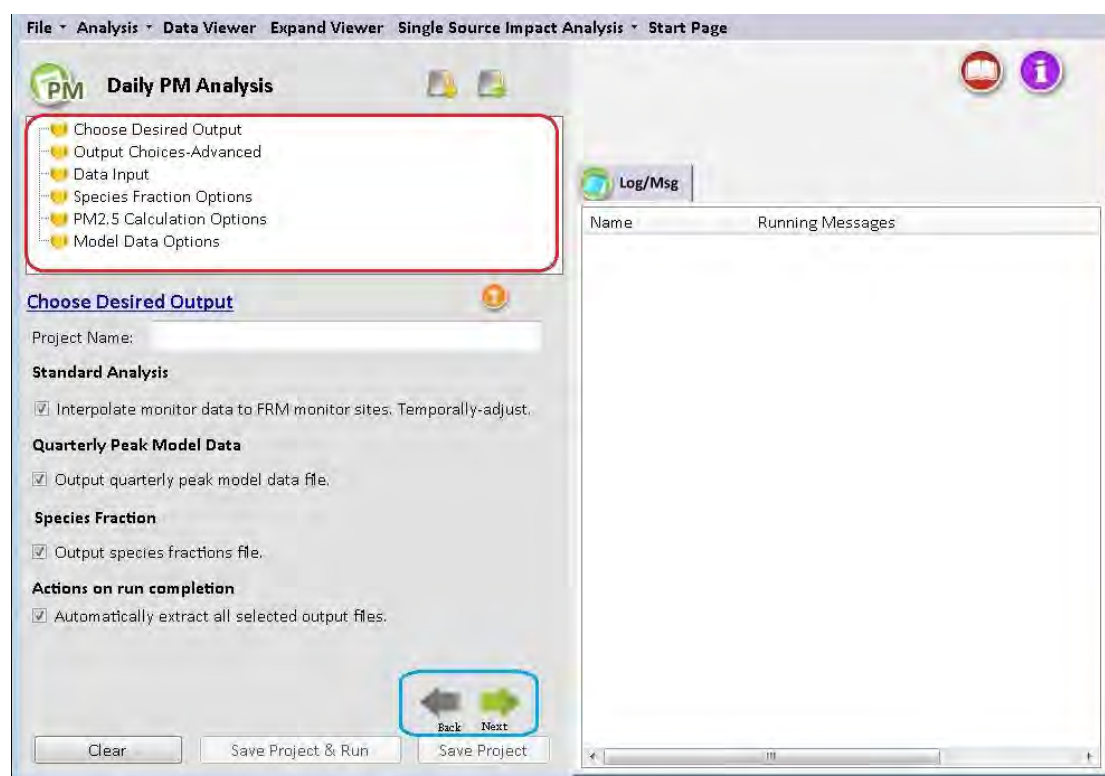 File Analysis Data Viewer Expand Viewer Single Source Impact Analysis Start Page
PM Daily PM Analysis
Choose Desired Output
Output Choices-Advanced
Data Input
Species Fraction Options
PM2.5 Calculation Options
Model Data Options
Choose Desired Output
Project Name:
Standard Analysis
Interpolate monitor data to FRM monitor sites. Temporally-adjust.
Quarterly Peak Model Data
Output quarterly peak model data file.
Species Fraction
Output species fractions file.
Actions on run completion
Automatically extract all selected output files.
Back Next
Clear Save Project & Run Save Project
i
Log/Msg
Name Running Messages